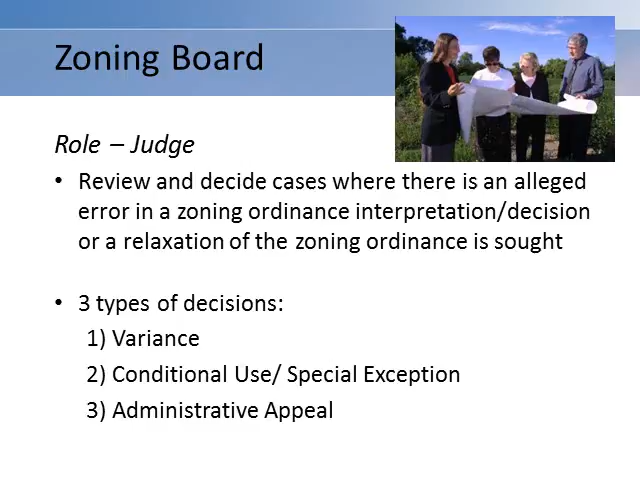 Zoning Board
Role – Judge
• Review and decide cases where there is an alleged
error in a zoning ordinance interpretation/decision
or a relaxation of the zoning ordinance is sought
• 3 types of decisions:
1) Variance
2) Conditional Use/ Special Exception
3) Administrative Appeal